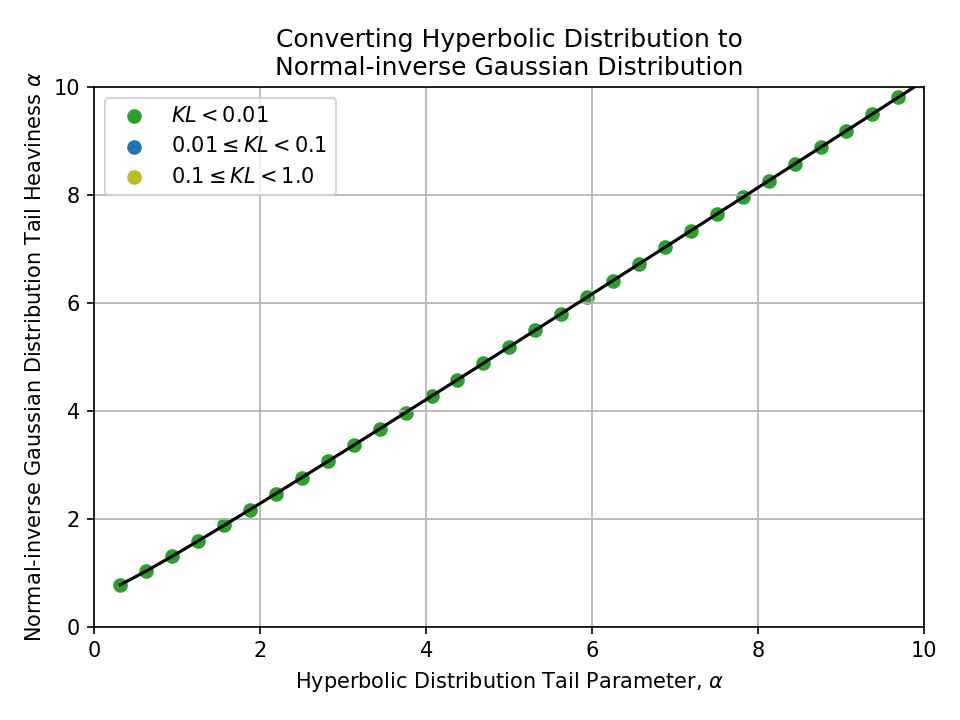 Converting Hyperbolic Distribution to
Normal-inverse Gaussian Distribution
Normal-inverse Gaussian Distribution Tail Heaviness α
10
8
6
4
2
0
KL < 0.01
0.01 ≤ KL < 0.1
0.1 ≤ KL < 1.0
0 2 4 6 8 10
Hyperbolic Distribution Tail Parameter, α